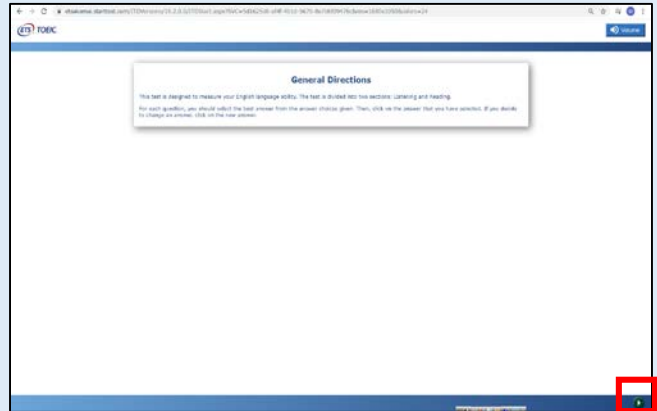 ETS TOEIC
Volume
General Directions
This test is designed to measure your English language ability. The test is divided into two sections: Listening and Reading.
For each question, you should select the best answer from the answer choices given. Then, click on the answer that you have selected. If you decide
to change an answer, click on the new answer.